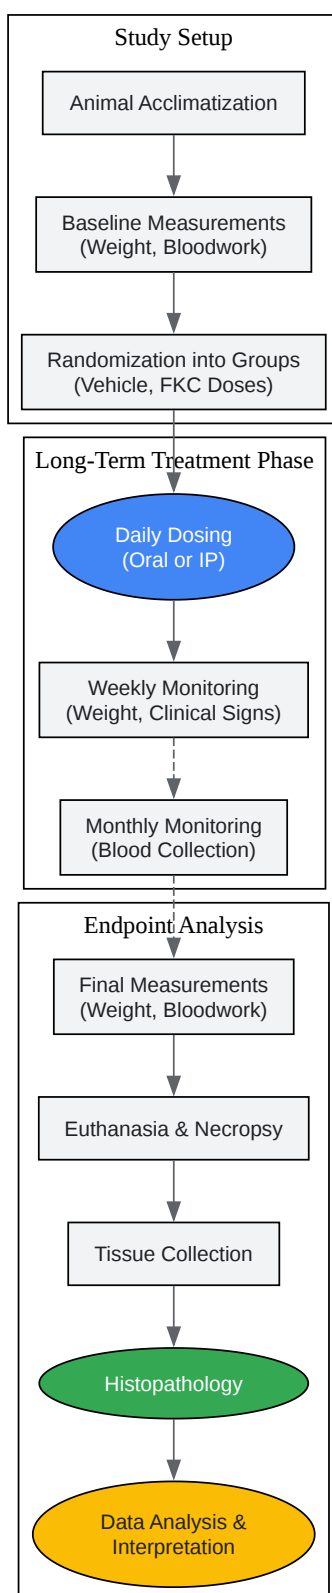 Study Setup
Animal Acclimatization
Baseline Measurements
(Weight, Bloodwork)
Randomization into Groups
(Vehicle, FKC Doses)
Long-Term Treatment Phase
Daily Dosing
(Oral or IP)
Weekly Monitoring
(Weight, Clinical Signs)
Monthly Monitoring
(Blood Collection)
Endpoint Analysis
Final Measurements
(Weight, Bloodwork)
Euthanasia & Necropsy
Tissue Collection
Histopathology
Data Analysis &
Interpretation